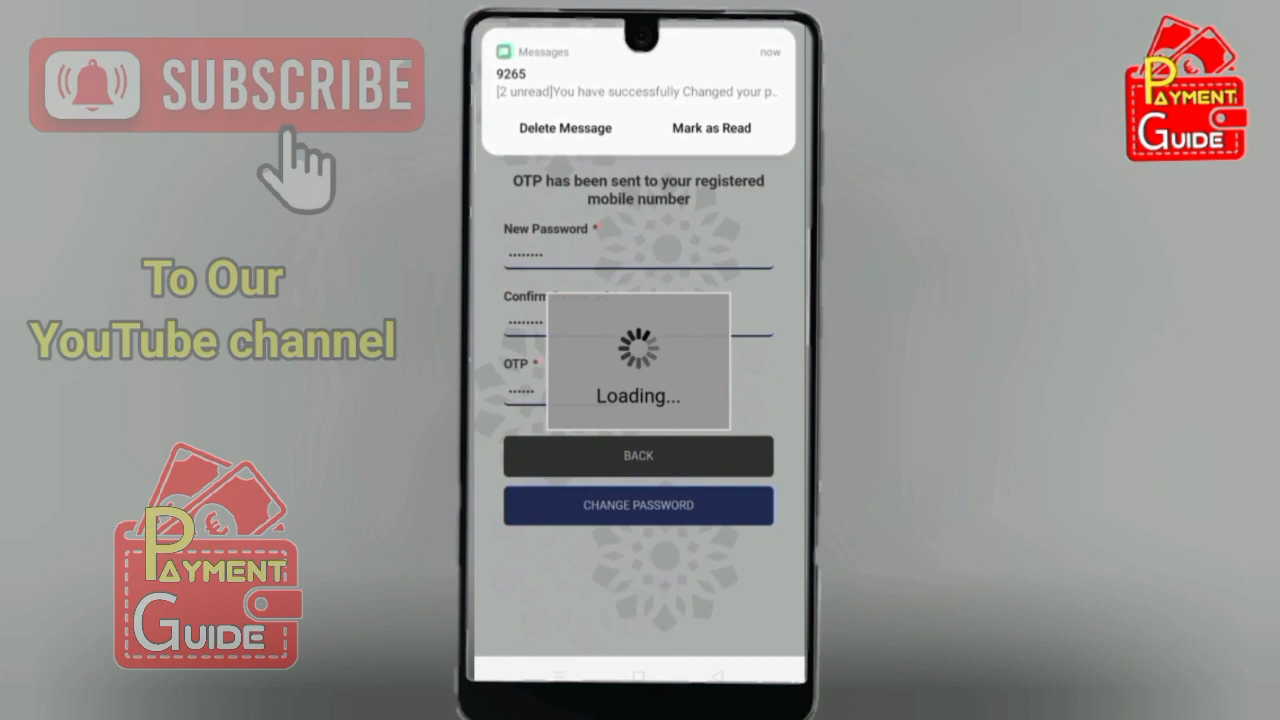 SUBSCRIBE
To Our
YouTube channel
PAYMENT
GUIDE
Messages
now
9265
[2 unread]You have successfully Changed your p..
Delete Message
Mark as Read
OTP has been sent to your registered
mobile number
New Password *
••••••••
Confirm
••••••••
OTP *
••••••
Loading...
BACK
CHANGE PASSWORD
PAYMENT
GUIDE